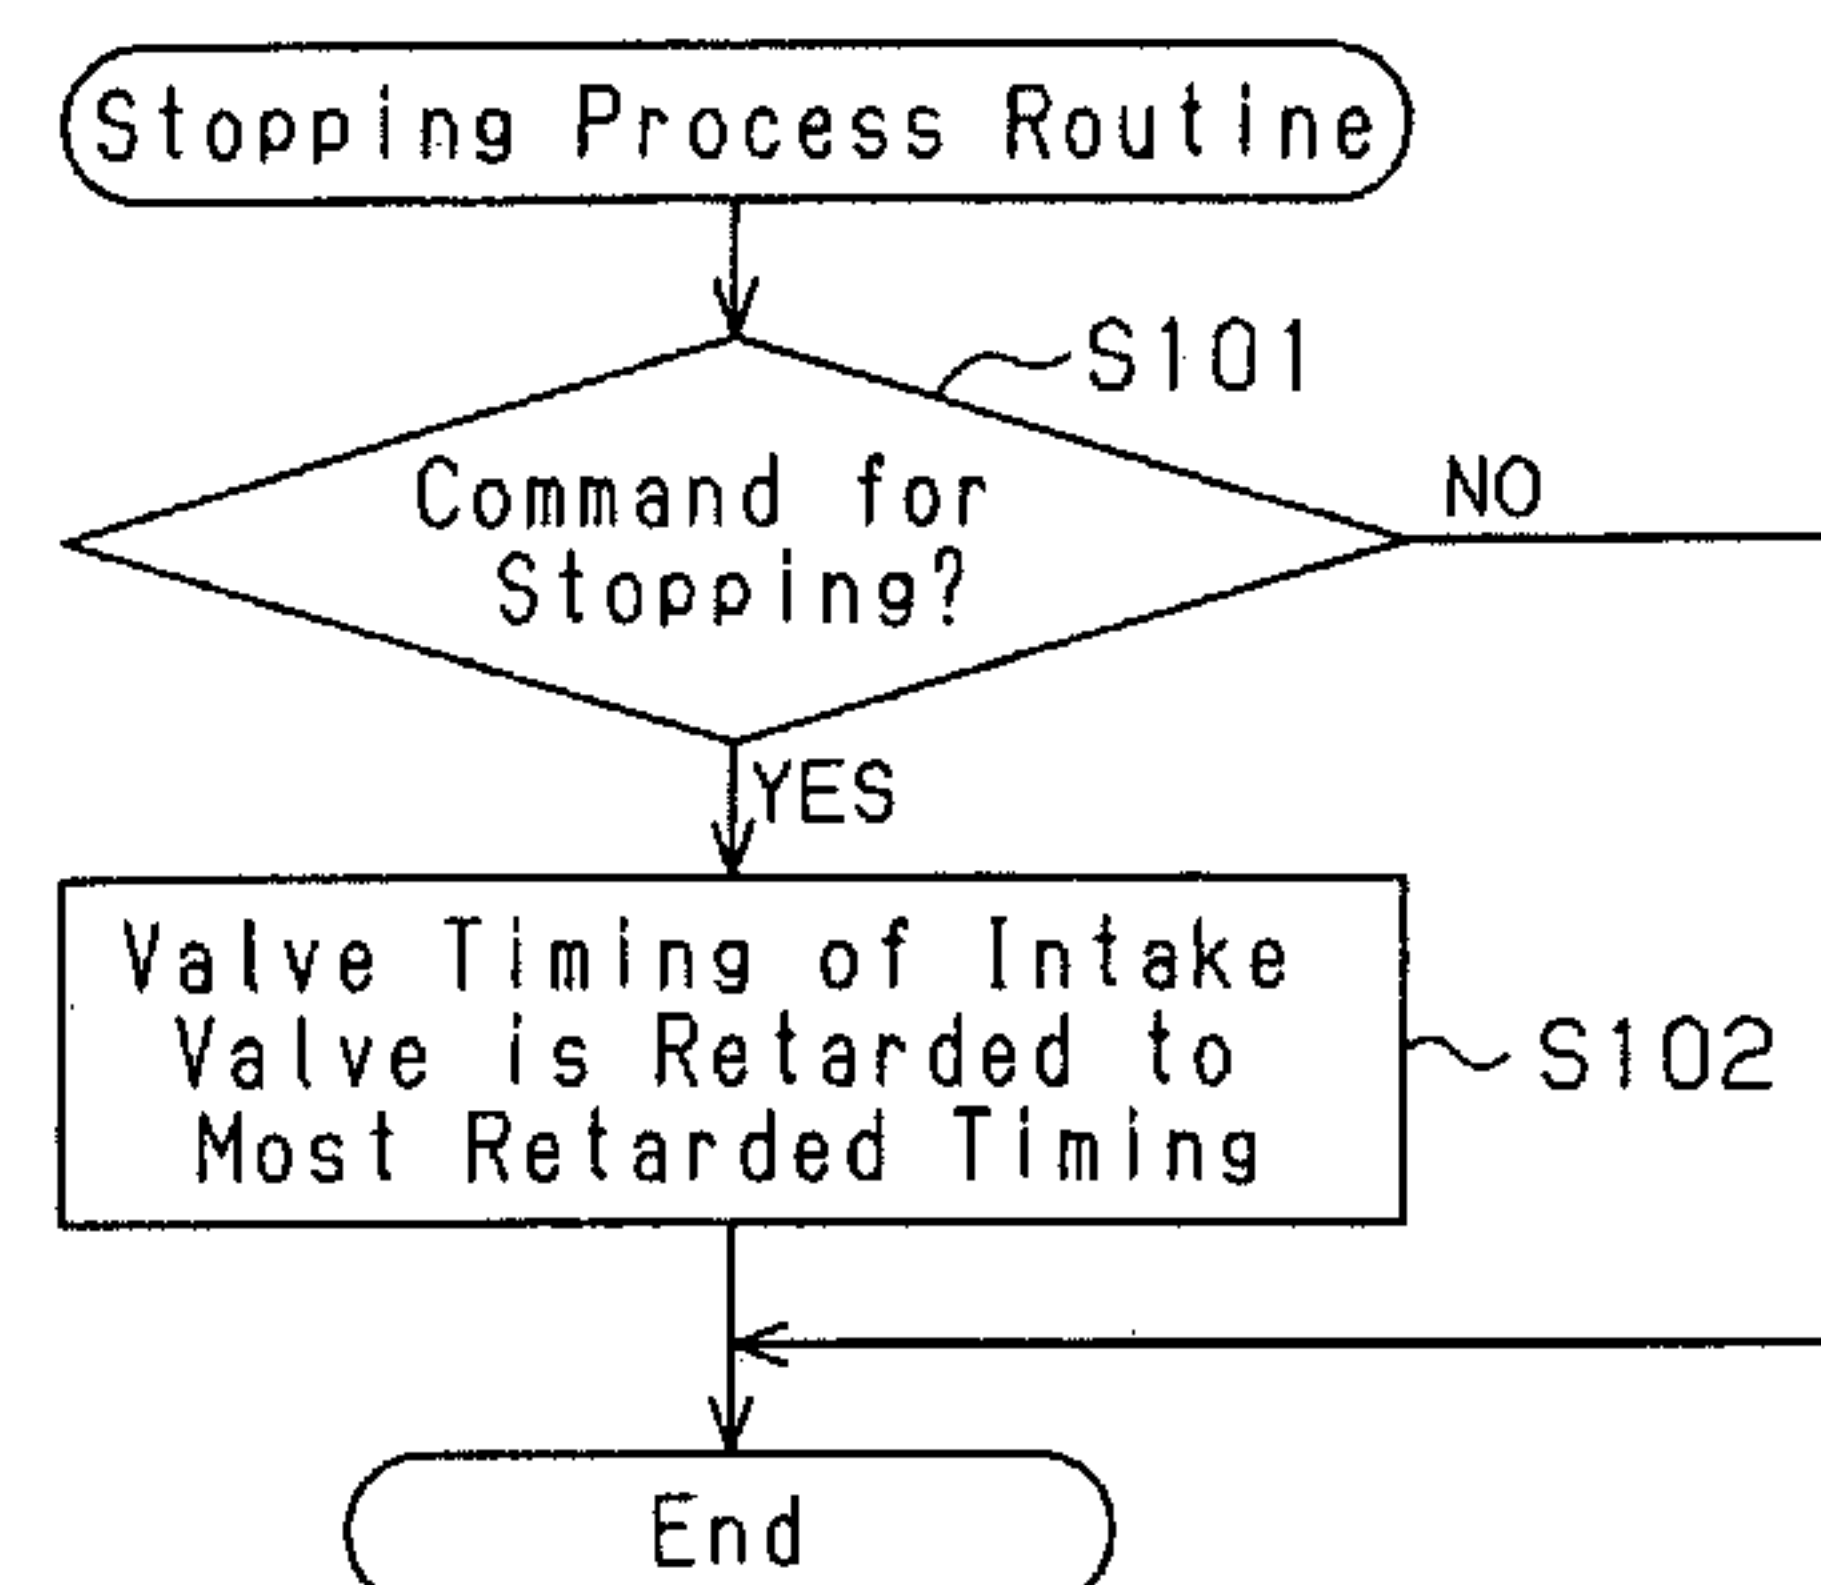 Stopping Process Routine
S101
Command for
Stopping?
NO
YES
Valve Timing of Intake
Valve is Retarded to
Most Retarded Timing
S102
End